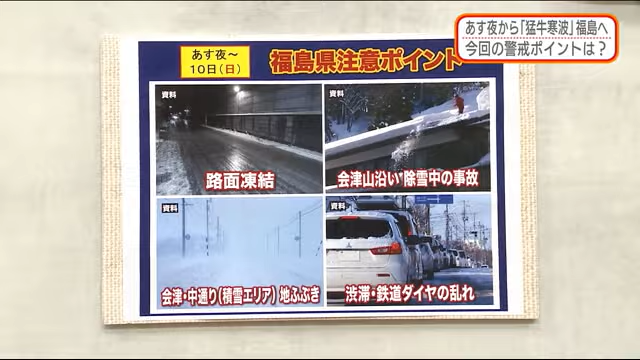 あす夜から「猛牛寒波」福島へ
今回の警戒ポイントは？
あす夜～
10日(日)
福島県注意ポイント
資料
路面凍結
資料
会津山沿い 除雪中の事故
資料
会津・中通り(積雪エリア) 地ふぶき
資料
渋滞・鉄道ダイヤの乱れ